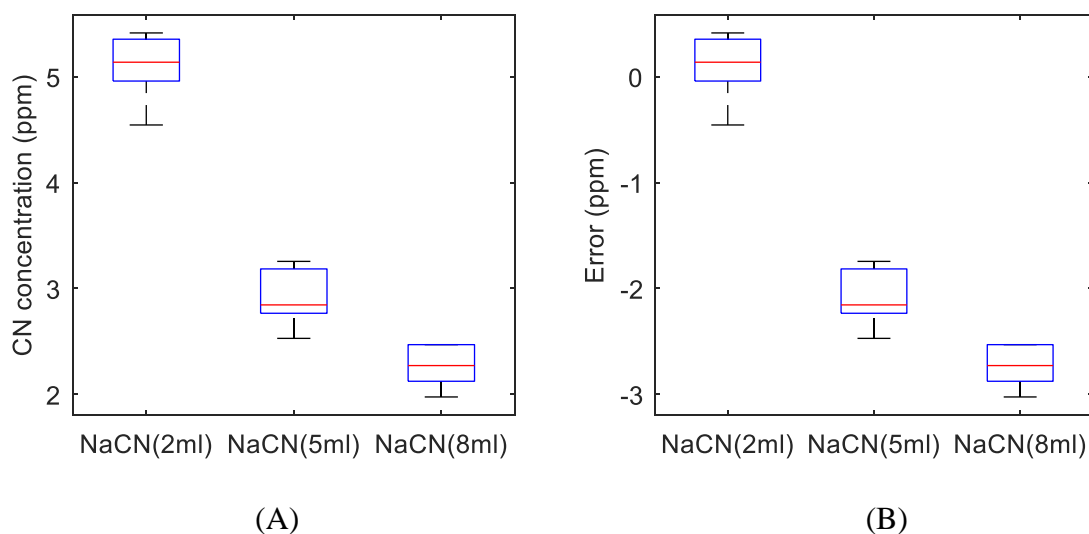 CN concentration (ppm)
5
4
3
2
NaCN(2ml) NaCN(5ml) NaCN(8ml)
(A)
Error (ppm)
0
-1
-2
-3
NaCN(2ml) NaCN(5ml) NaCN(8ml)
(B)